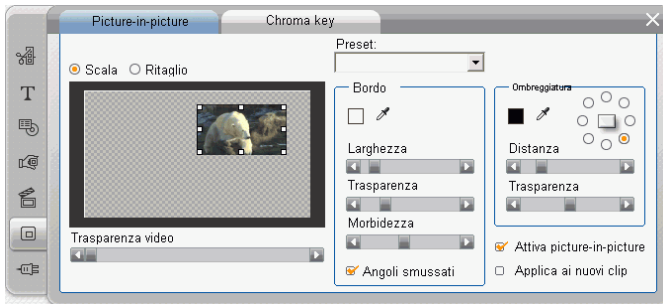 Picture-in-picture
Chroma key
Preset:
Scala
Ritaglio
Trasparenza video
Bordo
Larghezza
Trasparenza
Morbidezza
Angoli smussati
Ombreggiatura
Distanza
Trasparenza
Attiva picture-in-picture
Applica ai nuovi clip
T